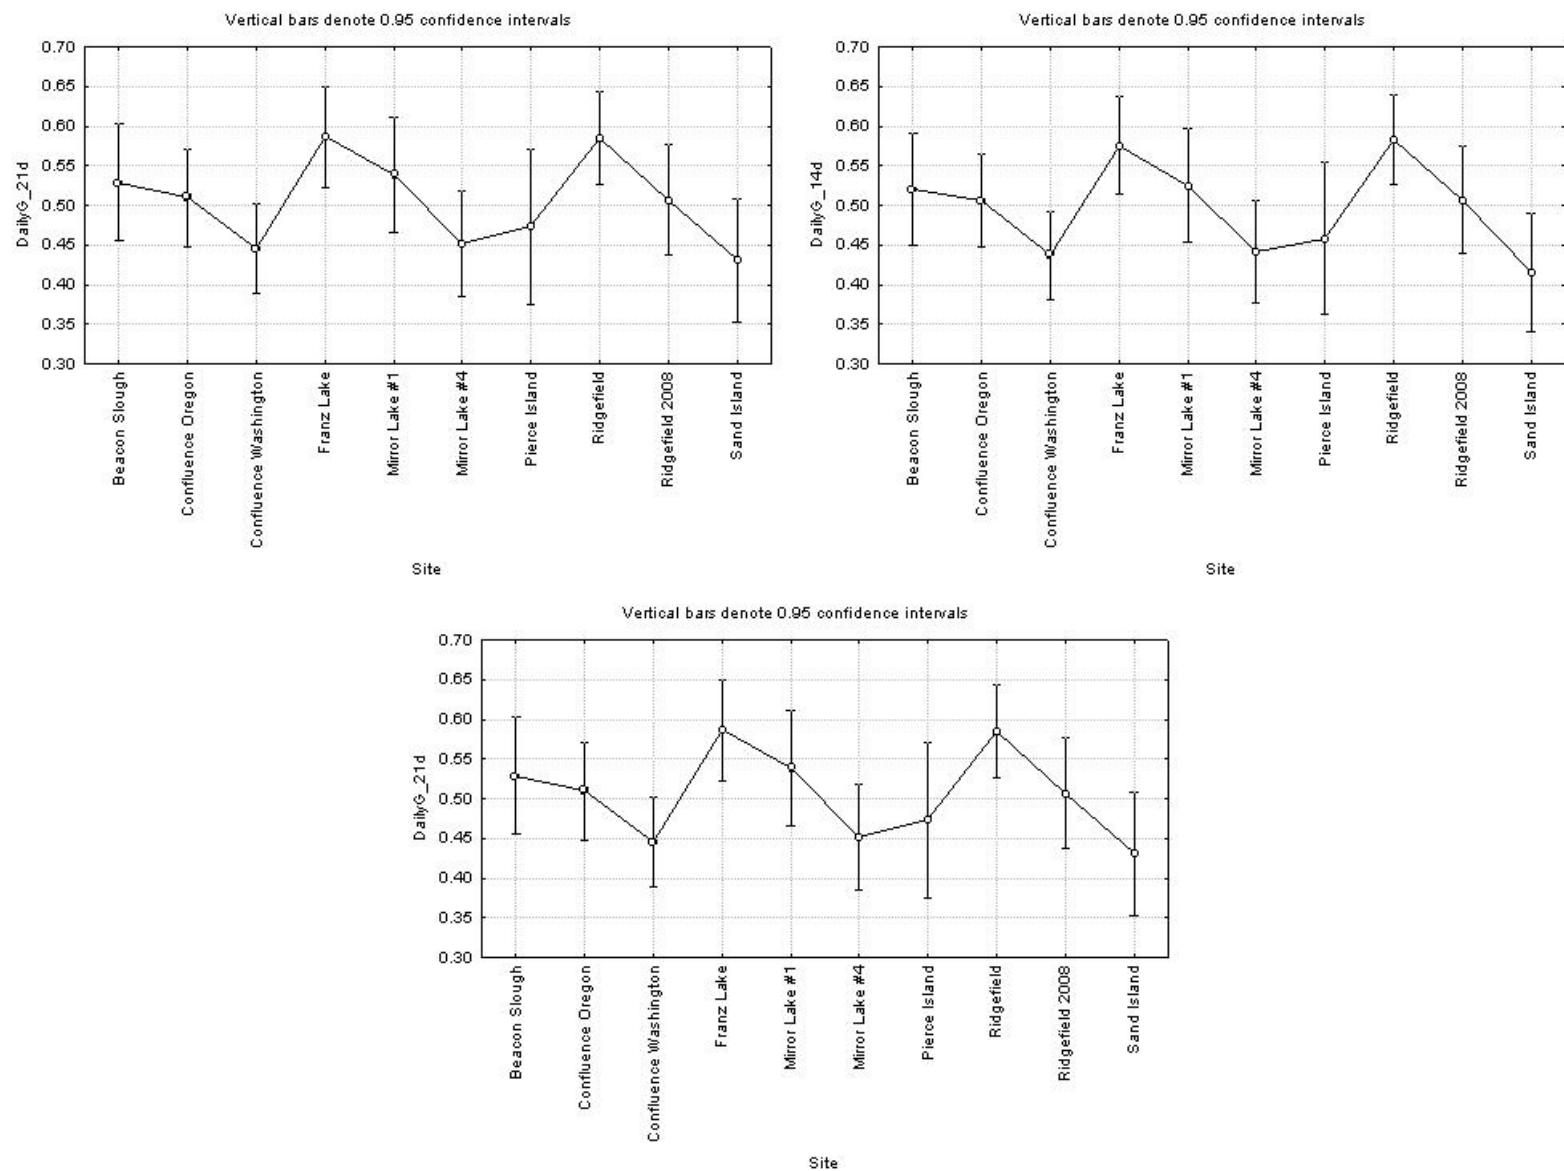 Vertical bars denote 0.95 confidence intervals
0.70
0.65
0.60
0.55
0.50
0.45
0.40
0.35
0.30
DailyG_21d
Beacon Slough
Confluence Oregon
Confluence Washington
Franz Lake
Mirror Lake #1
Mirror Lake #4
Pierce Island
Ridgefield
Ridgefield 2008
Sand Island
Site
Vertical bars denote 0.95 confidence intervals
0.70
0.65
0.60
0.55
0.50
0.45
0.40
0.35
0.30
DailyG_14d
Beacon Slough
Confluence Oregon
Confluence Washington
Franz Lake
Mirror Lake #1
Mirror Lake #4
Pierce Island
Ridgefield
Ridgefield 2008
Sand Island
Site
Vertical bars denote 0.95 confidence intervals
0.70
0.65
0.60
0.55
0.50
0.45
0.40
0.35
0.30
DailyG_21d
Beacon Slough
Confluence Oregon
Confluence Washington
Franz Lake
Mirror Lake #1
Mirror Lake #4
Pierce Island
Ridgefield
Ridgefield 2008
Sand Island
Site